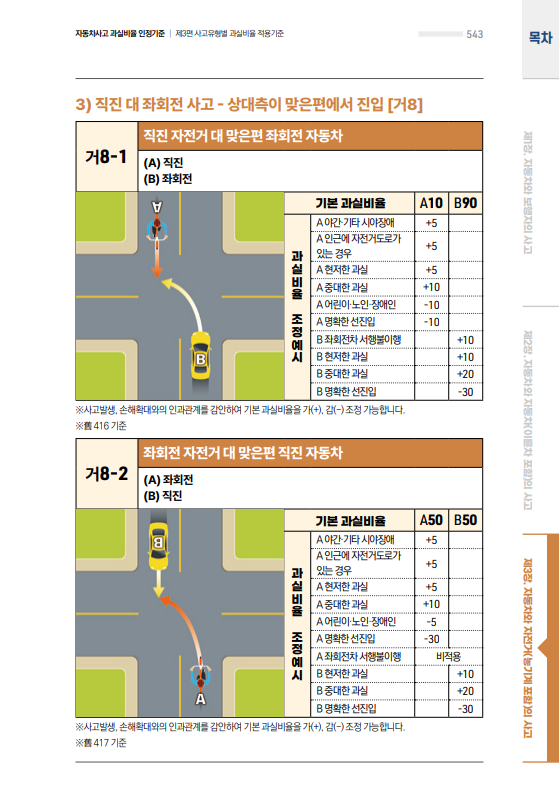 자동차사고 과실비율 인정기준 | 제3편 사고유형별 과실비율 적용기준
543
목차
3) 직진 대 좌회전 사고 - 상대측이 맞은편에서 진입 [거8]
거8-1
직진 자전거 대 맞은편 좌회전 자동차
(A) 직진
(B) 좌회전
A
B
기본 과실비율 A10 B90
과실비율 조정예시
A 야간·기타 시야장애 +5
A 인근에 자전거도로가
있는 경우 +5
A 현저한 과실 +5
A 중대한 과실 +10
A 어린이·노인·장애인 -10
A 명확한 선진입 -10
B 좌회전차 서행불이행 +10
B 현저한 과실 +10
B 중대한 과실 +20
B 명확한 선진입 -30
※사고발생, 손해확대와의 인과관계를 감안하여 기본 과실비율을 가(+), 감(-) 조정 가능합니다.
※舊 416 기준
거8-2
좌회전 자전거 대 맞은편 직진 자동차
(A) 좌회전
(B) 직진
B
A
기본 과실비율 A50 B50
과실비율 조정예시
A 야간·기타 시야장애 +5
A 인근에 자전거도로가
있는 경우 +5
A 현저한 과실 +5
A 중대한 과실 +10
A 어린이·노인·장애인 -5
A 명확한 선진입 -30
A 좌회전차 서행불이행 비적용
B 현저한 과실 +10
B 중대한 과실 +20
B 명확한 선진입 -30
※사고발생, 손해확대와의 인과관계를 감안하여 기본 과실비율을 가(+), 감(-) 조정 가능합니다.
※舊 417 기준
제1장. 자동차와 보행자의 사고
제2장. 자동차와 자동차(이륜차 포함)의 사고
제3장. 자동차와 자전거(농기계 포함)의 사고